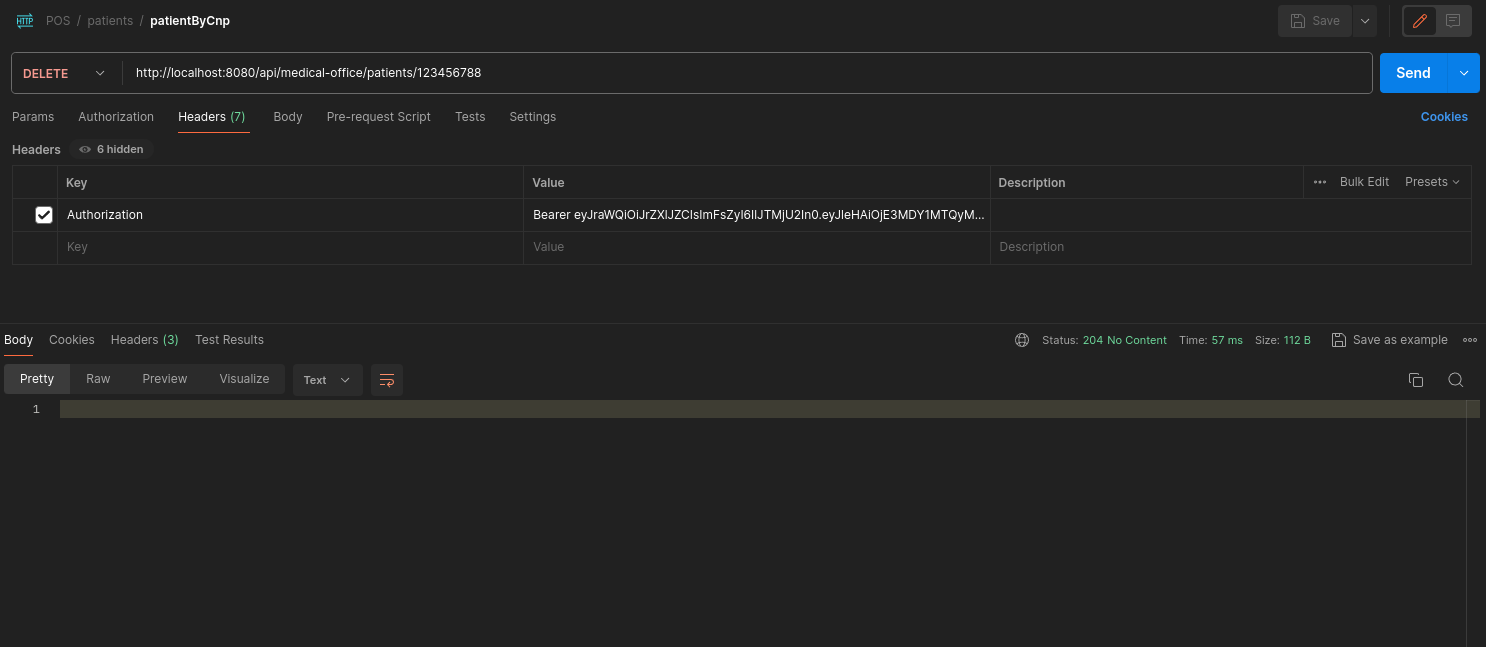 HTTP POS / patients / patientByCnp Save
DELETE http://localhost:8080/api/medical-office/patients/123456788 Send
Params Authorization Headers (7) Body Pre-request Script Tests Settings Cookies
Headers 6 hidden
Key Value Description ••• Bulk Edit Presets
Authorization Bearer eyJraWQiOiJrZXlJZCIsImFsZyI6IlJTMjU2In0.eyJleHAiOjE3MDY1MTQyM...
Key Value Description
Body Cookies Headers (3) Test Results Status: 204 No Content Time: 57 ms Size: 112 B Save as example
Pretty Raw Preview Visualize Text
1